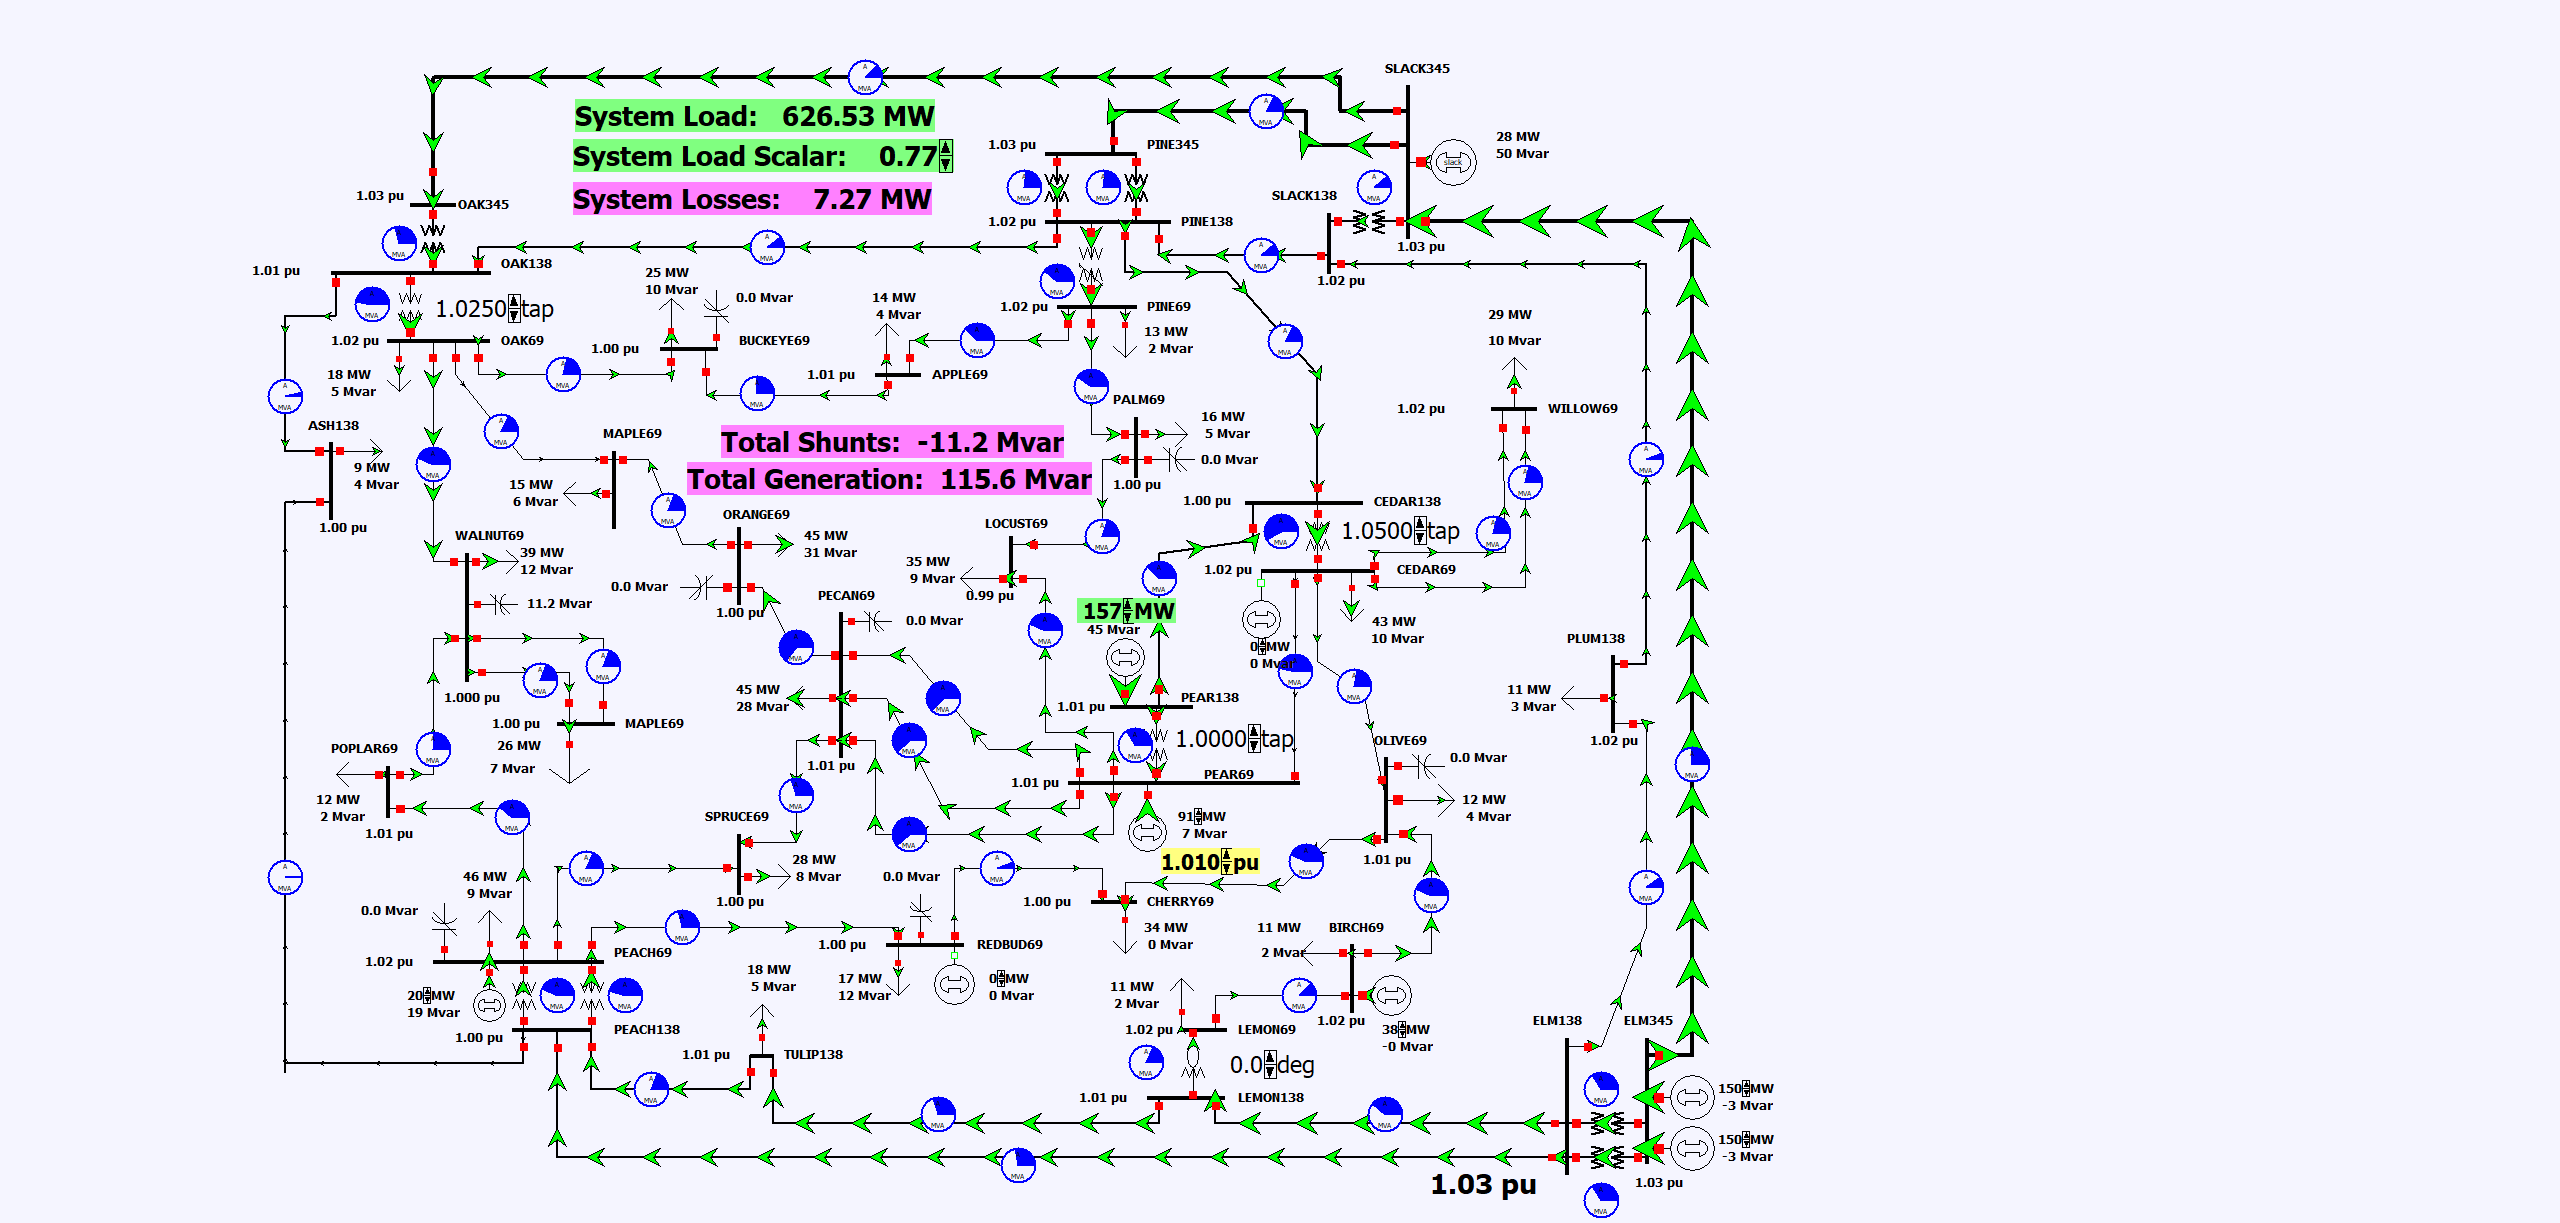 SLACK345
System Load: 626.53 MW
28 MW
50 Mvar
slack
1.03 pu
PINE345
System Load Scalar: 0.77
System Losses: 7.27 MW
1.03 pu
OAK345
SLACK138
1.02 pu
PINE138
1.03 pu
1.01 pu
OAK138
25 MW
10 Mvar
0.0 Mvar
1.02 pu
14 MW
4 Mvar
1.02 pu
PINE69
1.0250 tap
29 MW
10 Mvar
1.02 pu
OAK69
1.00 pu
BUCKEYE69
13 MW
2 Mvar
18 MW
5 Mvar
1.01 pu
APPLE69
PALM69
1.02 pu
WILLOW69
16 MW
5 Mvar
ASH138
MAPLE69
Total Shunts: -11.2 Mvar
0.0 Mvar
9 MW
4 Mvar
15 MW
6 Mvar
Total Generation: 115.6 Mvar
1.00 pu
1.00 pu
CEDAR138
ORANGE69
LOCUST69
1.00 pu
1.0500 tap
WALNUT69
39 MW
12 Mvar
45 MW
31 Mvar
35 MW
9 Mvar
1.02 pu
CEDAR69
0.0 Mvar
0.99 pu
PECAN69
11.2 Mvar
1.00 pu
0.0 Mvar
157 MW
45 Mvar
43 MW
10 Mvar
0 MW
0 Mvar
PLUM138
45 MW
28 Mvar
1.000 pu
PEAR138
11 MW
3 Mvar
1.01 pu
1.00 pu
MAPLE69
1.0000 tap
OLIVE69
1.02 pu
POPLAR69
26 MW
7 Mvar
1.01 pu
0.0 Mvar
1.01 pu
PEAR69
12 MW
2 Mvar
12 MW
4 Mvar
SPRUCE69
91 MW
7 Mvar
1.01 pu
1.010 pu
1.01 pu
28 MW
8 Mvar
46 MW
9 Mvar
0.0 Mvar
1.00 pu
1.00 pu
CHERRY69
0.0 Mvar
34 MW
0 Mvar
11 MW
2 Mvar
BIRCH69
PEACH69
1.00 pu
REDBUD69
1.02 pu
18 MW
5 Mvar
17 MW
12 Mvar
0 MW
0 Mvar
11 MW
2 Mvar
20 MW
19 Mvar
1.02 pu
1.02 pu
LEMON69
38 MW
-0 Mvar
ELM138
ELM345
1.00 pu
PEACH138
1.01 pu
TULIP138
0.0 deg
1.01 pu
LEMON138
150 MW
-3 Mvar
150 MW
-3 Mvar
1.03 pu
1.03 pu